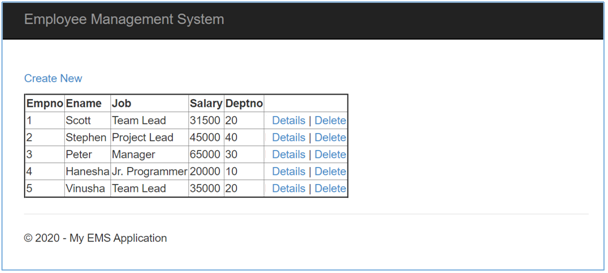 Employee Management System
Create New
Empno Ename Job Salary Deptno
1 Scott Team Lead 31500 20 Details | Delete
2 Stephen Project Lead 45000 40 Details | Delete
3 Peter Manager 65000 30 Details | Delete
4 Hanesha Jr. Programmer 20000 10 Details | Delete
5 Vinusha Team Lead 35000 20 Details | Delete
© 2020 - My EMS Application